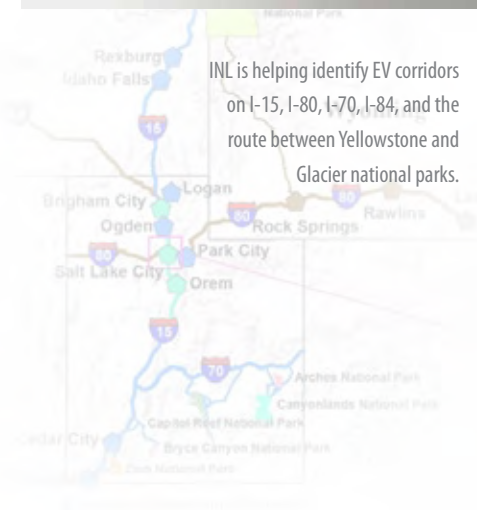 National Park
Rexburg
Idaho Falls
INL is helping identify EV corridors
on I-15, I-80, I-70, I-84, and the
route between Yellowstone and
Glacier national parks.
Wyoming
15
Logan
Brigham City
Ogden
80
80
Rock Springs
Rawlins
80
Park City
Salt Lake City
Orem
15
70
Arches National Park
Canyonlands National Park
Capitol Reef National Park
Cedar City
Bryce Canyon National Park
Zion National Park